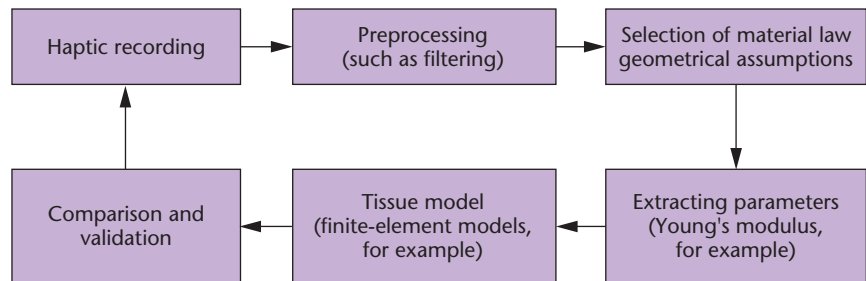 Haptic recording
Preprocessing
(such as filtering)
Selection of material law
geometrical assumptions
Extracting parameters
(Young's modulus,
for example)
Tissue model
(finite-element models,
for example)
Comparison and
validation